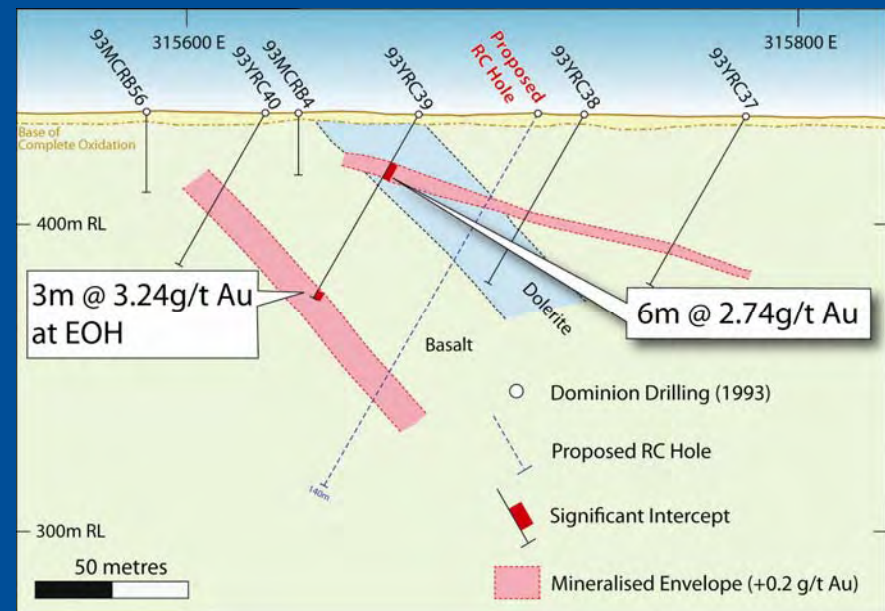 315600 E
315800 E
93MCRB56
93YRC40
93MCRB4
93YRC39
Proposed
RC Hole
93YRC38
93YRC37
Base of
Complete Oxidation
400m RL
3m @ 3.24g/t Au
at EOH
6m @ 2.74g/t Au
Dolerite
Basalt
140m
300m RL
50 metres
Dominion Drilling (1993)
Proposed RC Hole
Significant Intercept
Mineralised Envelope (+0.2 g/t Au)